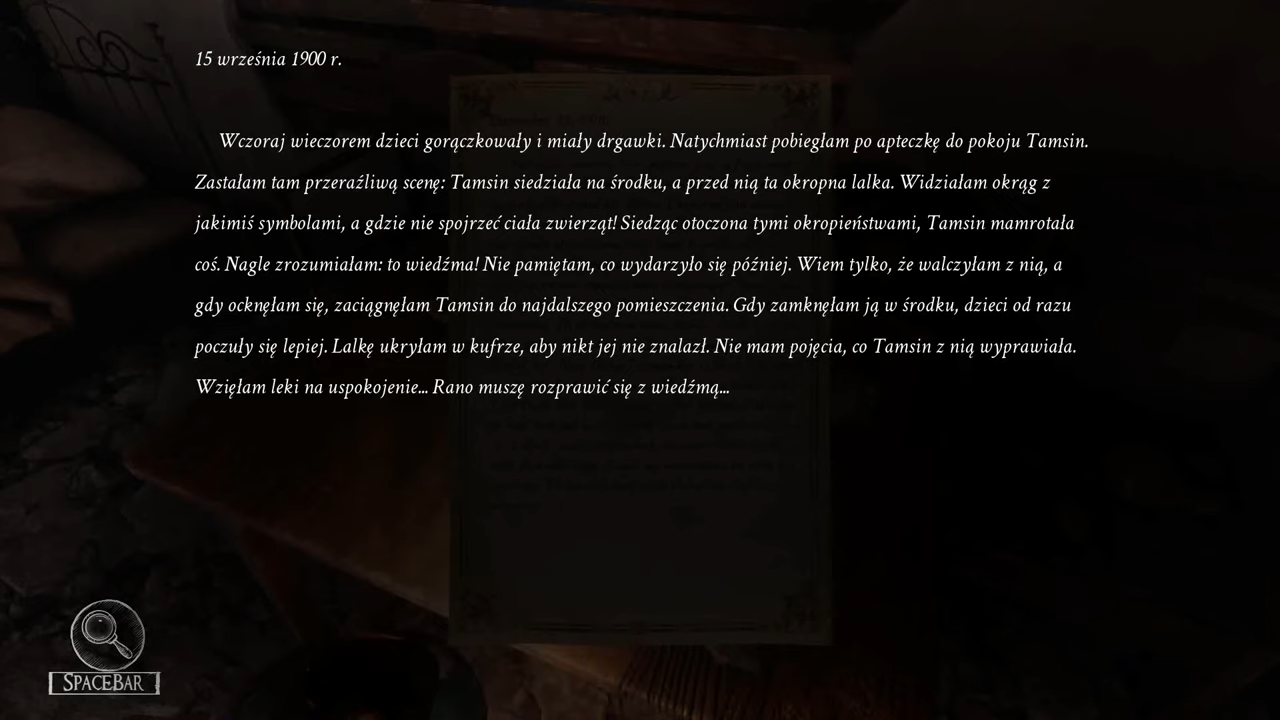 15 września 1900 r.
Wczoraj wieczorem dzieci gorączkowały i miały drgawki. Natychmiast pobiegłam po apteczkę do pokoju Tamsin.
Zastałam tam przeraźliwą scenę: Tamsin siedziała na środku, a przed nią ta okropna lalka. Widziałam okrąg z
jakimiś symbolami, a gdzie nie spojrzeć ciała zwierząt! Siedząc otoczona tymi okropieństwami, Tamsin mamrotała
coś. Nagle zrozumiałam: to wiedźma! Nie pamiętam, co wydarzyło się później. Wiem tylko, że walczyłam z nią, a
gdy ocknęłam się, zaciągnęłam Tamsin do najdalszego pomieszczenia. Gdy zamknęłam ją w środku, dzieci od razu
poczuły się lepiej. Lalkę ukryłam w kufrze, aby nikt jej nie znalazł. Nie mam pojęcia, co Tamsin z nią wyprawiała.
Wzięłam leki na uspokojenie... Rano muszę rozprawić się z wiedźmą...
SPACEBAR